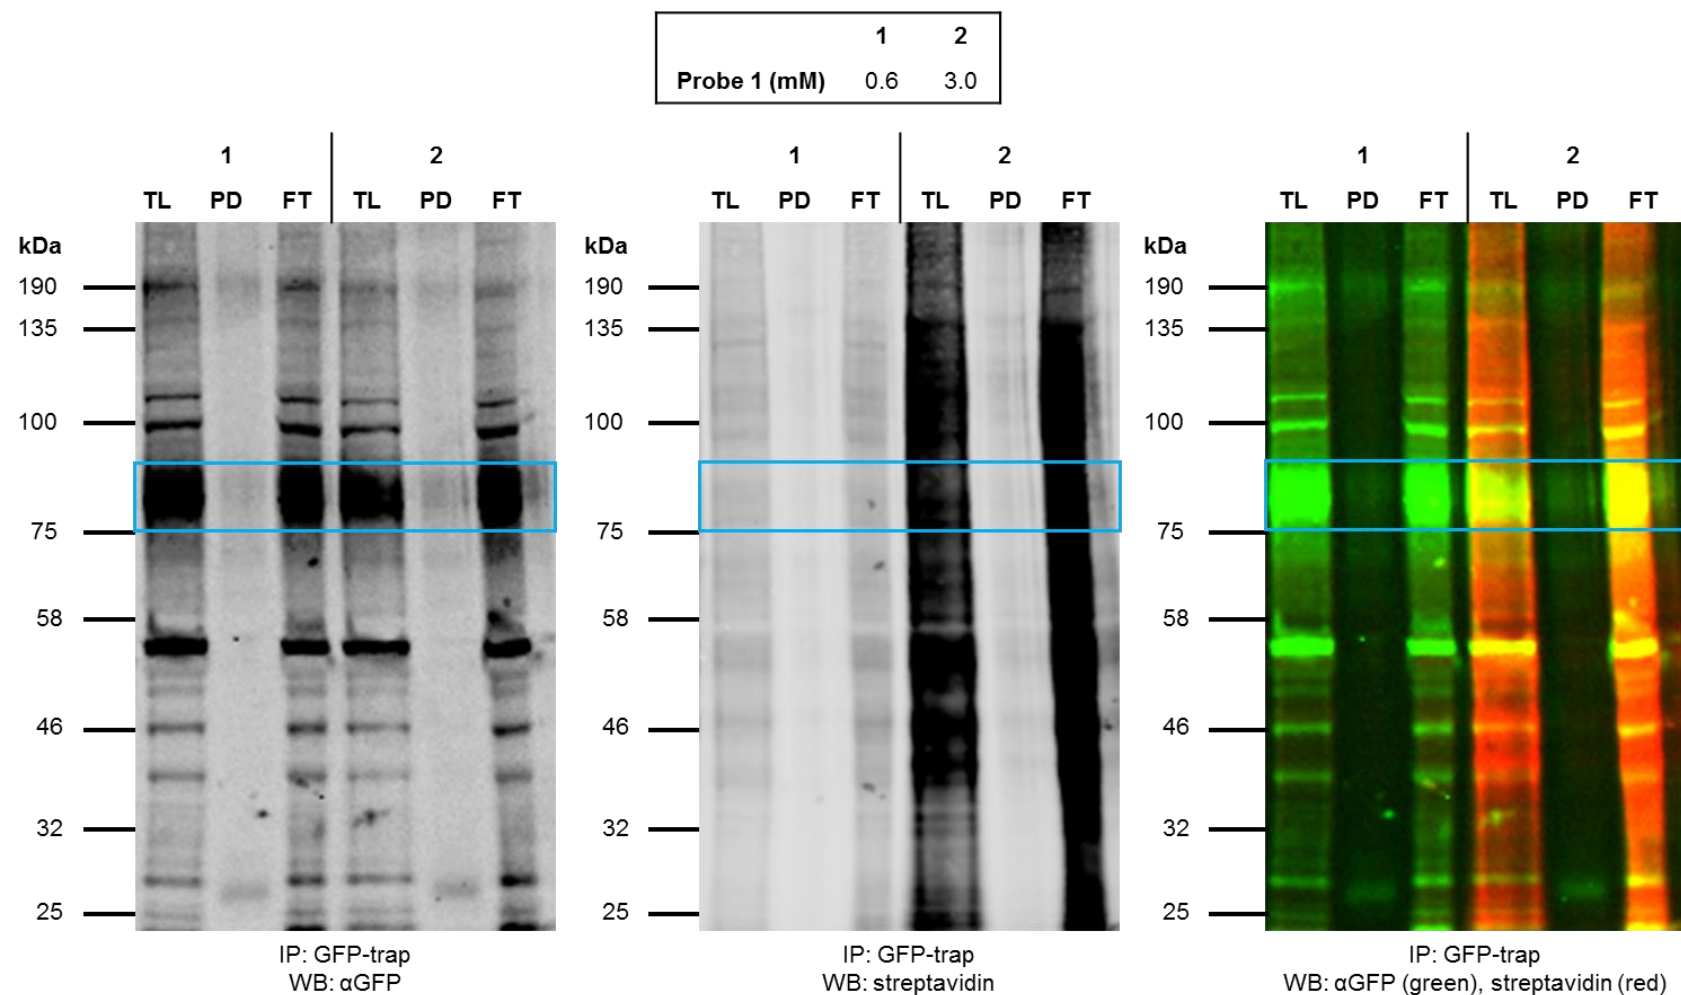 1 2
Probe 1 (mM) 0.6 3.0
1 2 1 2 1 2
TL PD FT TL PD FT TL PD FT TL PD FT TL PD FT TL PD FT
kDa kDa kDa
190 190 190
135 135 135
100 100 100
75 75 75
58 58 58
46 46 46
32 32 32
25 25 25
IP: GFP-trap IP: GFP-trap IP: GFP-trap
WB: αGFP WB: streptavidin WB: αGFP (green), streptavidin (red)